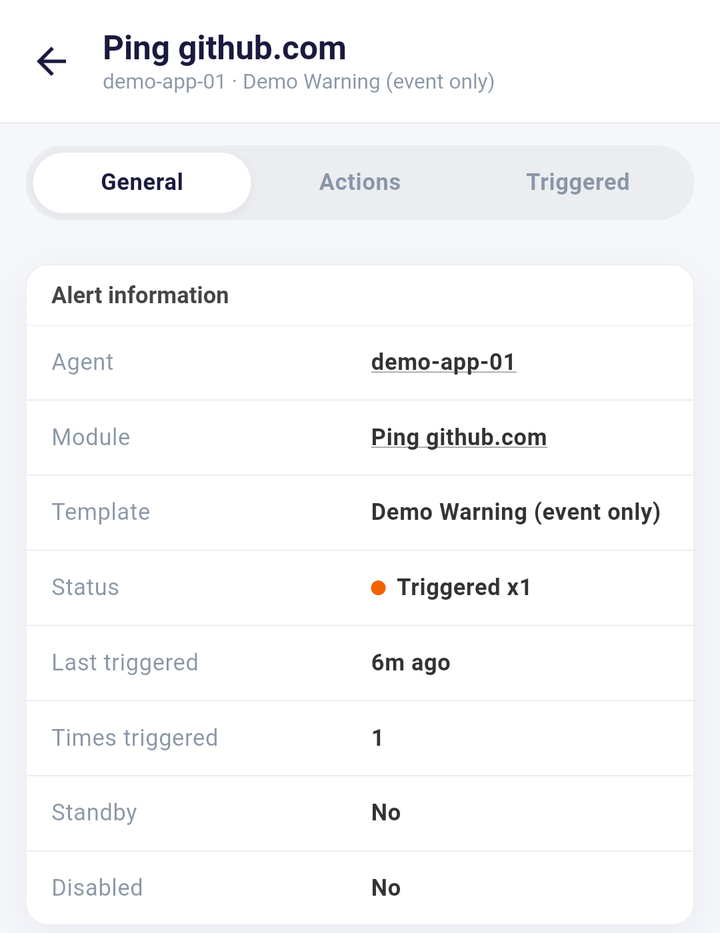 Ping github.com
demo-app-01 · Demo Warning (event only)
General Actions Triggered
Alert information
Agent demo-app-01
Module Ping github.com
Template Demo Warning (event only)
Status Triggered x1
Last triggered 6m ago
Times triggered 1
Standby No
Disabled No